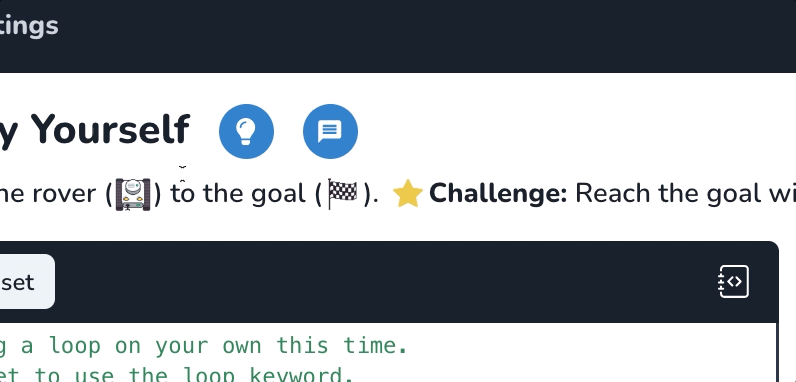 tings
y Yourself
ne rover ( ) to the goal ( ). Challenge: Reach the goal wi
set
g a loop on your own this time.
et to use the loop keyword.